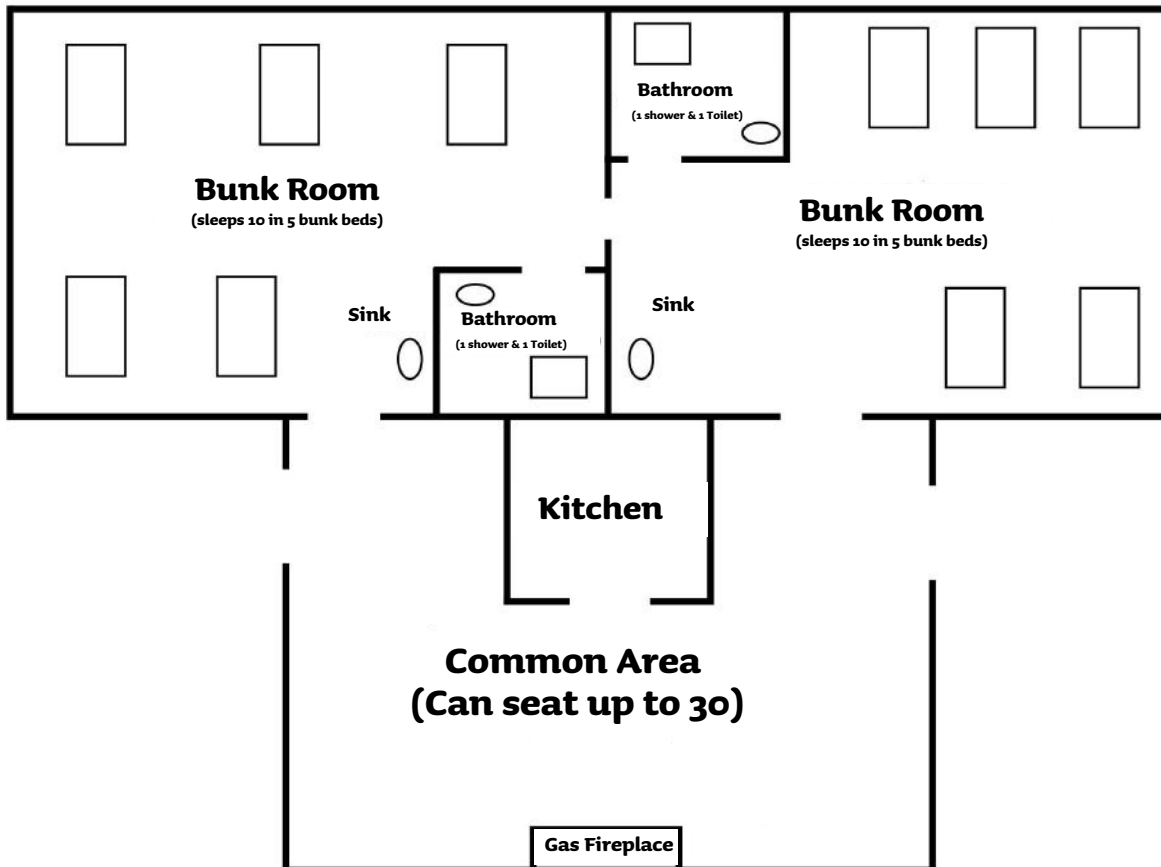 Bathroom
(1 shower & 1 Toilet)
Bunk Room
(sleeps 10 in 5 bunk beds)
Bunk Room
(sleeps 10 in 5 bunk beds)
Sink
Bathroom
(1 shower & 1 Toilet)
Sink
Kitchen
Common Area
(Can seat up to 30)
Gas Fireplace